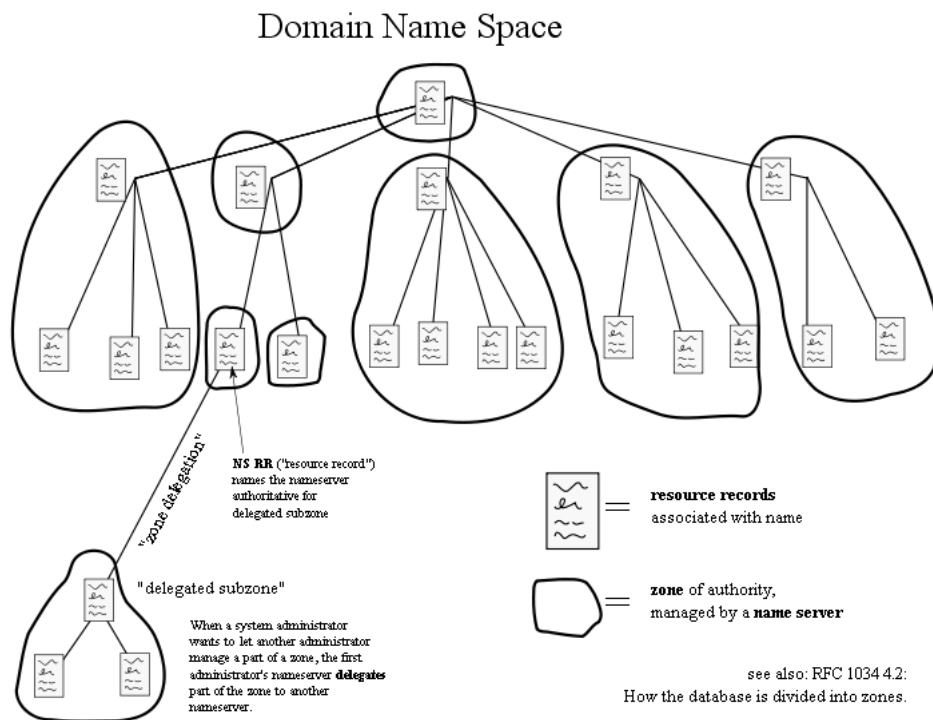 Domain Name Space
"zone delegation"
NS RR ("resource record")
names the nameserver
authoritative for
delegated subzone
resource records
associated with name
"delegated subzone"
When a system administrator
wants to let another administrator
manage a part of a zone, the first
administrator's nameserver delegates
part of the zone to another
nameserver.
zone of authority,
managed by a name server
see also: RFC 1034 4.2:
How the database is divided into zones.